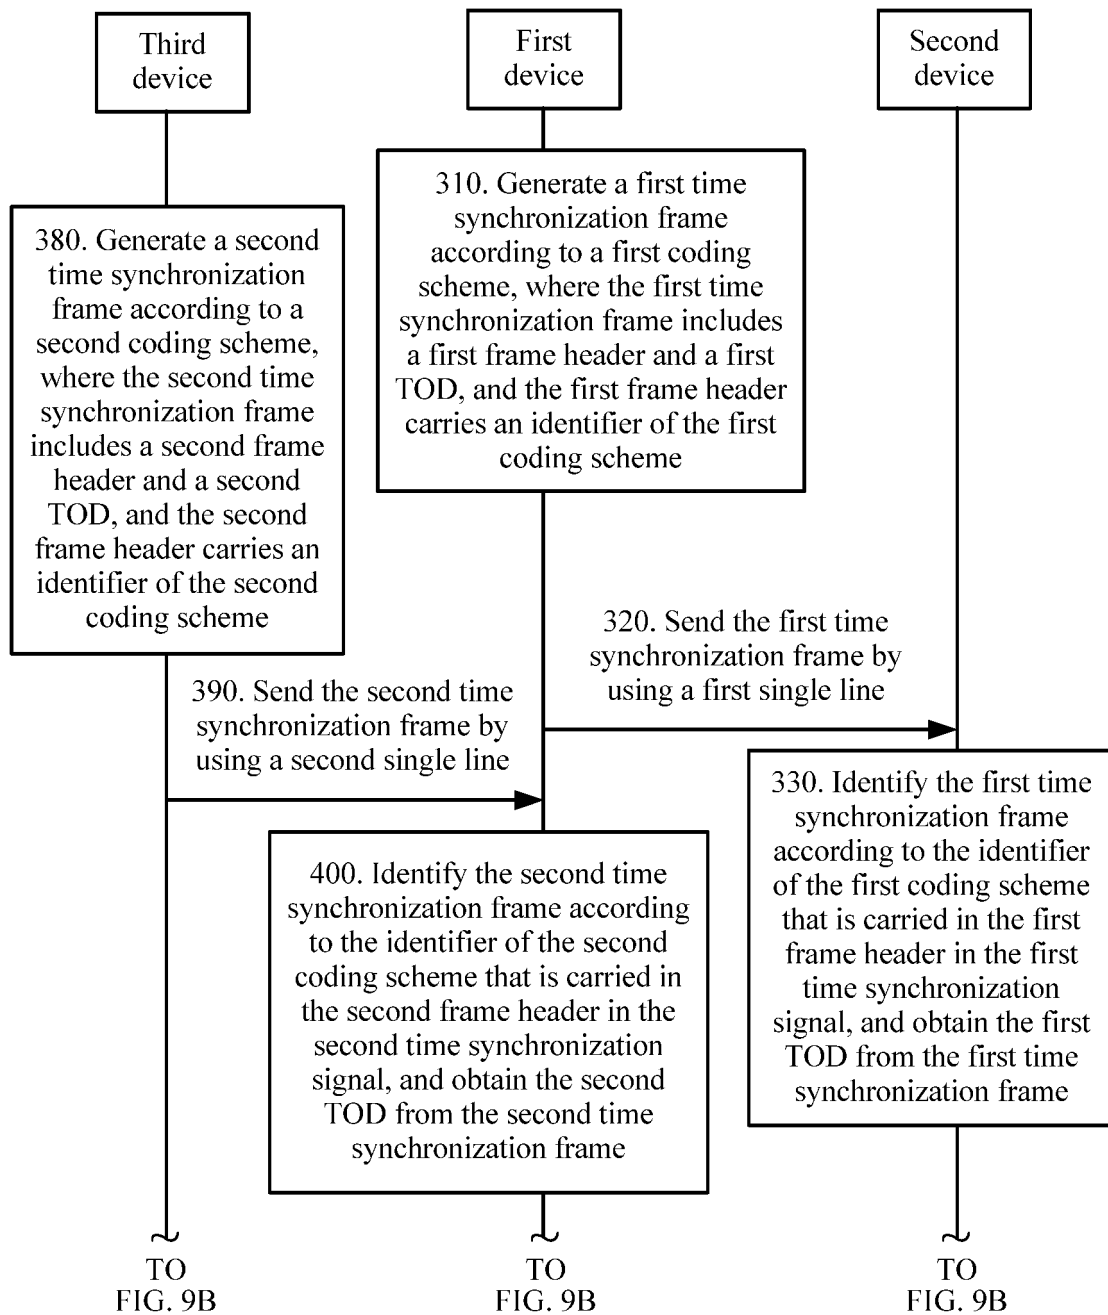 Third
device
First
device
Second
device
310. Generate a first time
synchronization frame
according to a first coding
scheme, where the first time
synchronization frame includes
a first frame header and a first
TOD, and the first frame header
carries an identifier of the first
coding scheme
380. Generate a second
time synchronization
frame according to a
second coding scheme,
where the second time
synchronization frame
includes a second frame
header and a second
TOD, and the second
frame header carries an
identifier of the second
coding scheme
320. Send the first time
synchronization frame by
using a first single line
390. Send the second time
synchronization frame by
using a second single line
330. Identify the first time
synchronization frame
according to the identifier
of the first coding scheme
that is carried in the first
frame header in the first
time synchronization
signal, and obtain the first
TOD from the first time
synchronization frame
400. Identify the second time
synchronization frame according
to the identifier of the second
coding scheme that is carried in
the second frame header in the
second time synchronization
signal, and obtain the second
TOD from the second time
synchronization frame
TO
FIG. 9B
TO
FIG. 9B
TO
FIG. 9B